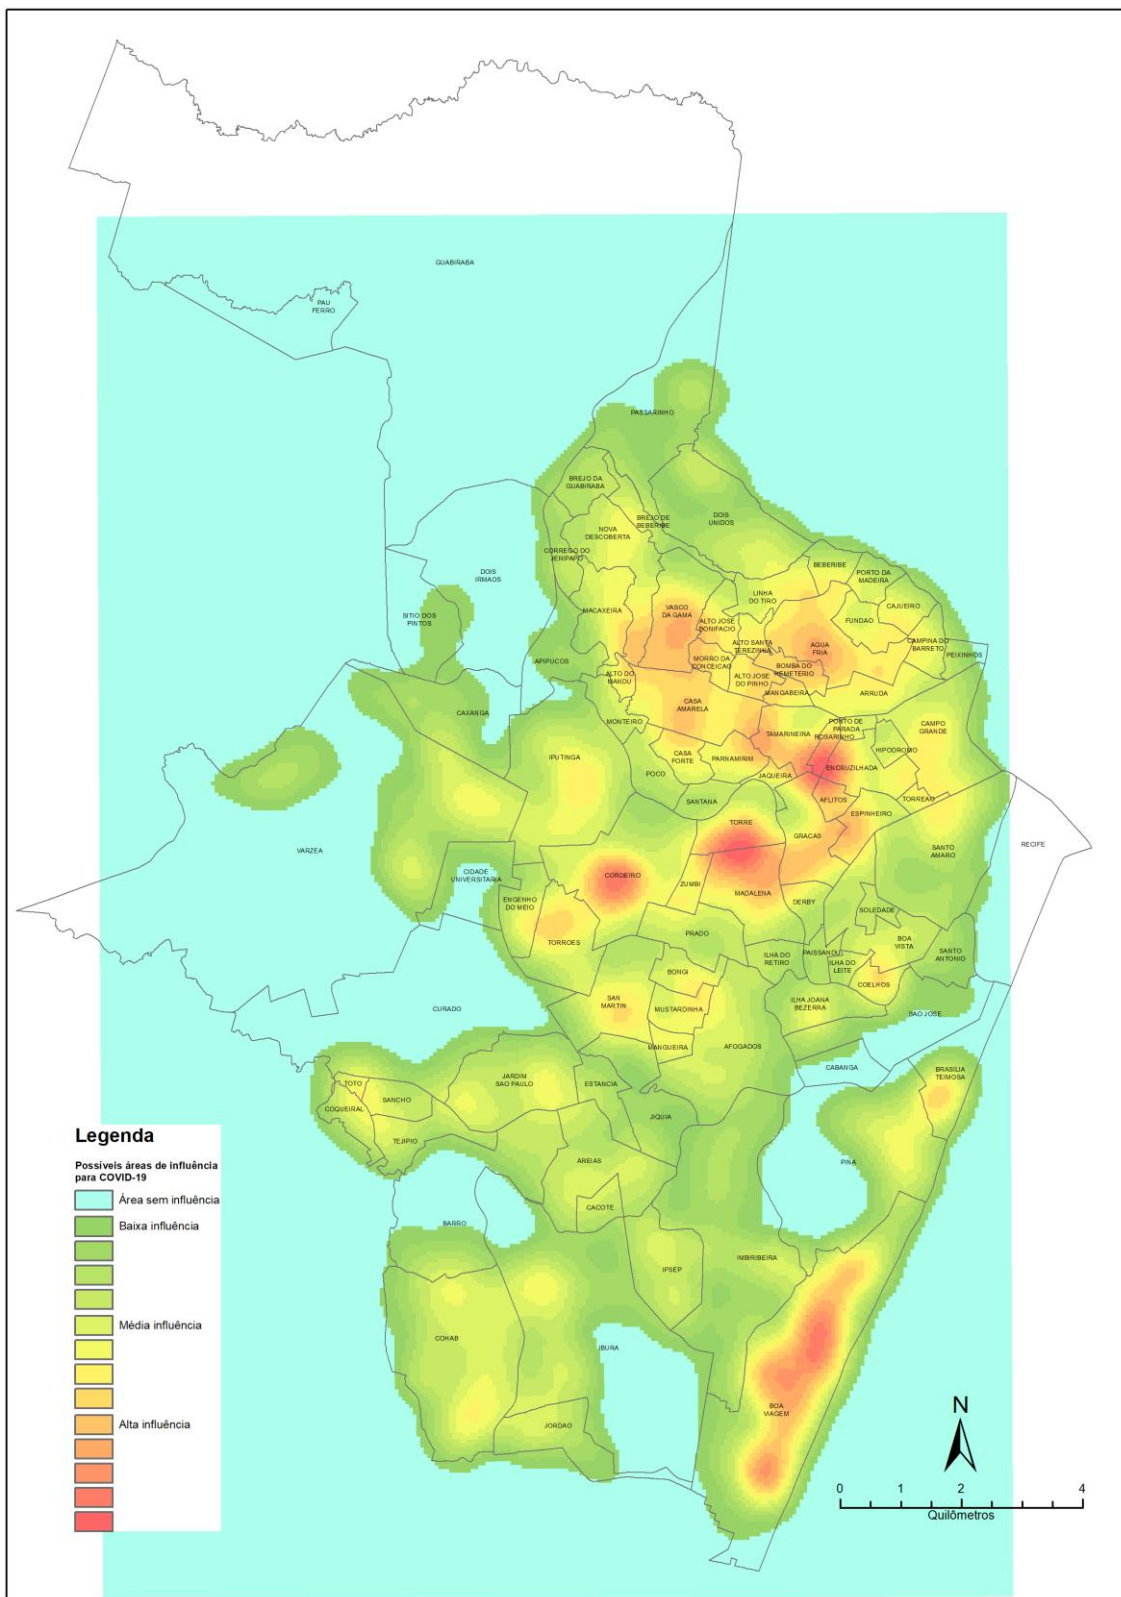 GUABIRABA
PAU
FERRO
PASSARINHO
BREJO DA
GUABIRABA
BREJO DE
BEBERIBE
DOIS
UNIDOS
NOVA
DESCOBERTA
CORREGO DO
JENIPAPO
DOIS
IRMAOS
BEBERIBE
PORTO DA
MADEIRA
LINHA
DO TIRO
CAJUEIRO
SITIO DOS
PINTOS
MACAXEIRA
VASCO
DA GAMA
ALTO JOSE
BONIFACIO
FUNDAO
ALTO SANTA
TEREZINHA
AGUA
FRIA
CAMPINA DO
BARRETO
PEIXINHOS
APIPUCOS
MORRO DA
CONCEICAO
BOMBA DO
HEMETERIO
ALTO DO
MANDU
ALTO JOSE
DO PINHO
MANGABEIRA
ARRUDA
CAXANGA
CASA
AMARELA
MONTEIRO
TAMARINEIRA
PONTO DE
PARADA
ROSARINHO
CAMPO
GRANDE
HIPODROMO
IPUTINGA
CASA
FORTE
PARNAMIRIM
POCO
JAQUEIRA
ENCRUZILHADA
SANTANA
AFLITOS
TORREAO
ESPINHEIRO
TORRE
GRACAS
SANTO
AMARO
RECIFE
VARZEA
CIDADE
UNIVERSITARIA
CORDEIRO
ZUMBI
MADALENA
ENGENHO
DO MEIO
DERBY
SOLEDADE
TORROES
PRADO
BOA
VISTA
ILHA DO
RETIRO
PAISSANDU
ILHA DO
LEITE
SANTO
ANTONIO
BONGI
COELHOS
SAN
MARTIN
MUSTARDINHA
ILHA JOANA
BEZERRA
SAO JOSE
CURADO
MANGUEIRA
AFOGADOS
CABANGA
BRASILIA
TEIMOSA
TOTO
JARDIM
SAO PAULO
ESTANCIA
SANCHO
COQUEIRAL
JIQUIA
TEJIPIO
AREIAS
PINA
CACOTE
BARRO
IMBIRIBEIRA
IPSEP
COHAB
IBURA
BOA
VIAGEM
JORDAO
Legenda
Possíveis áreas de influência
para COVID-19
Área sem influência
Baixa influência
Média influência
Alta influência
N
0 1 2 4
Quilômetros